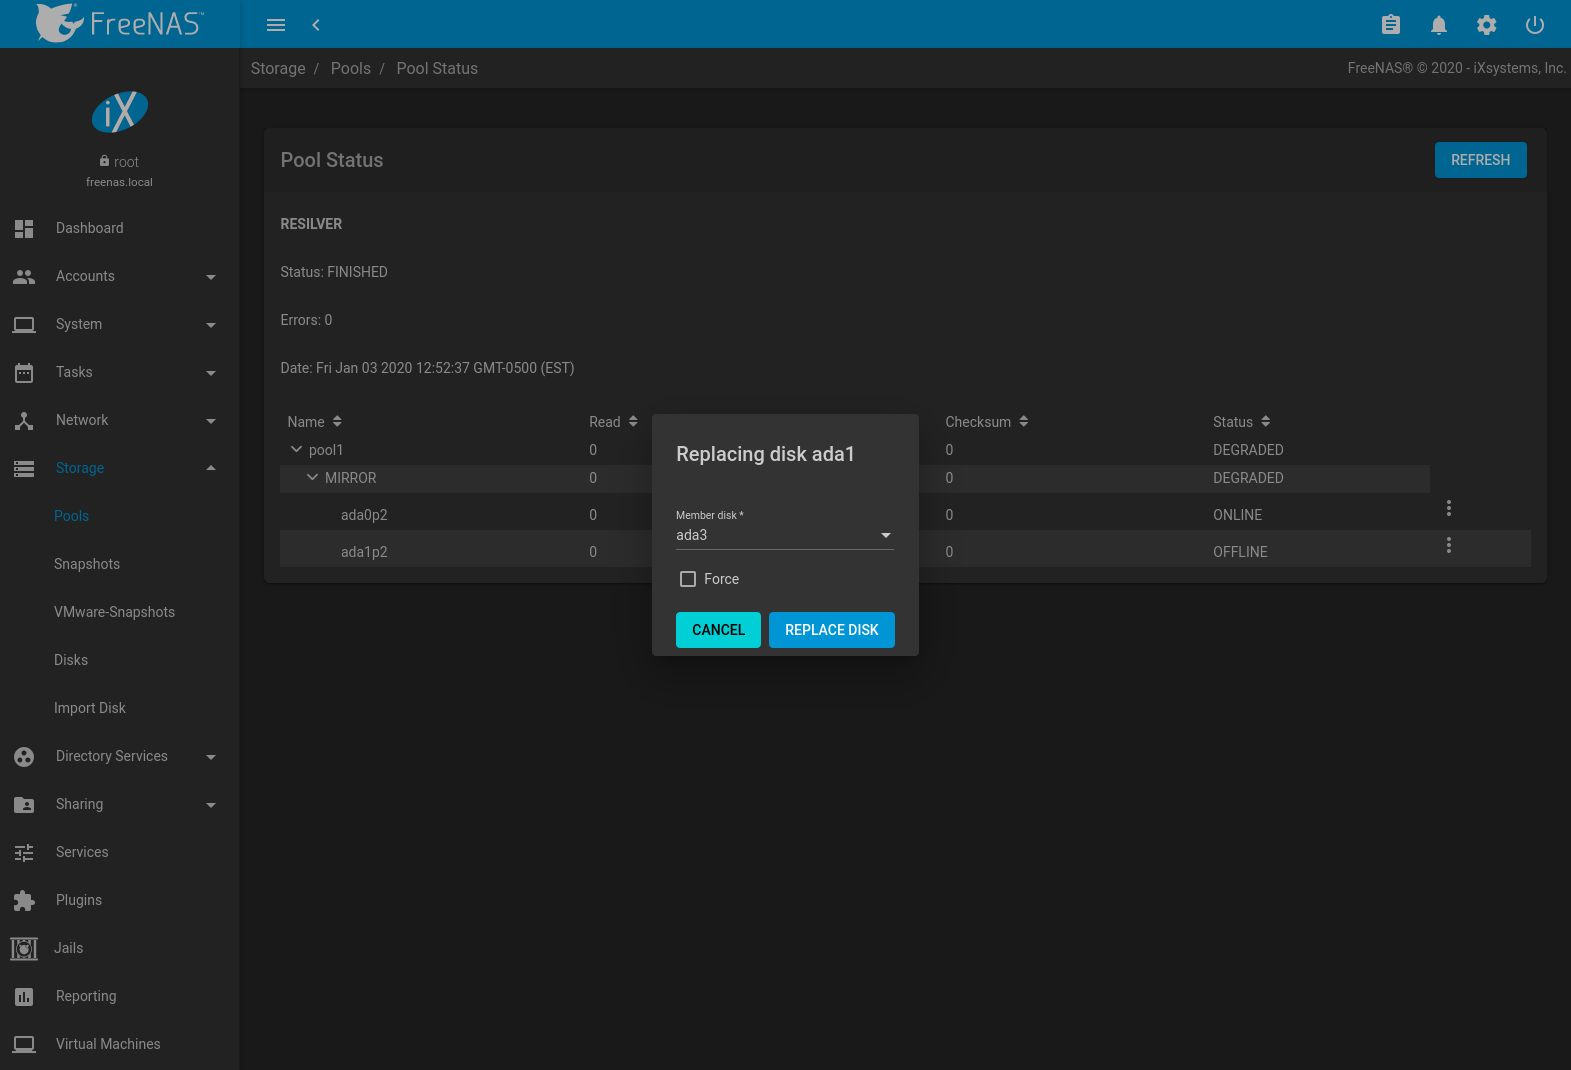 FreeNAS™
Storage / Pools / Pool Status
FreeNAS® © 2020 - iXsystems, Inc.
iX
root
freenas.local
Dashboard
Accounts
System
Tasks
Network
Storage
Pools
Snapshots
VMware-Snapshots
Disks
Import Disk
Directory Services
Sharing
Services
Plugins
Jails
Reporting
Virtual Machines
Pool Status
REFRESH
RESILVER
Status: FINISHED
Errors: 0
Date: Fri Jan 03 2020 12:52:37 GMT-0500 (EST)
Name Read Checksum Status
pool1 0 0 DEGRADED
MIRROR 0 0 DEGRADED
ada0p2 0 0 ONLINE
ada1p2 0 0 OFFLINE
Replacing disk ada1
Member disk *
ada3
Force
CANCEL REPLACE DISK